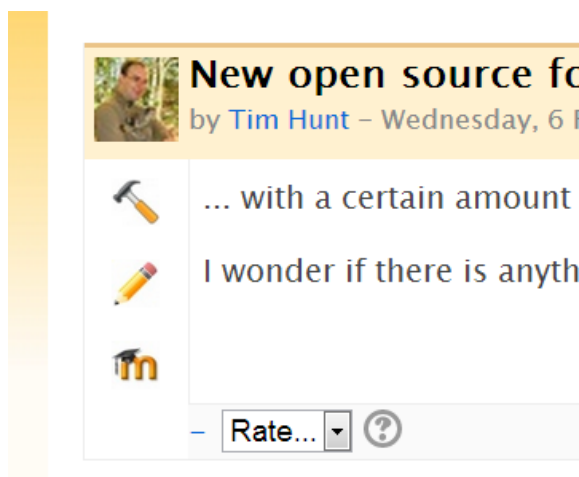 New open source fo
by Tim Hunt – Wednesday, 6 F
... with a certain amount
I wonder if there is anyth
m
– Rate...
?